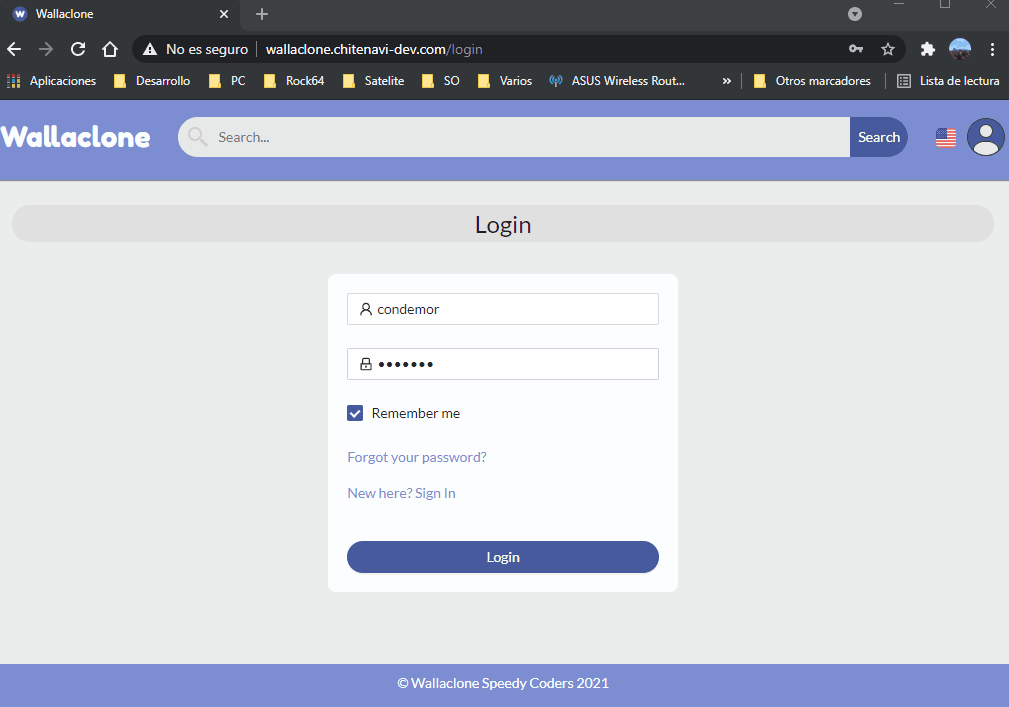 Wallaclone
No es seguro wallaclone.chitenavi-dev.com/login
Aplicaciones Desarrollo PC Rock64 Satelite SO Varios ASUS Wireless Rout... » Otros marcadores Lista de lectura
Wallaclone Search... Search
Login
condemor
•••••••
Remember me
Forgot your password?
New here? Sign In
Login
© Wallaclone Speedy Coders 2021